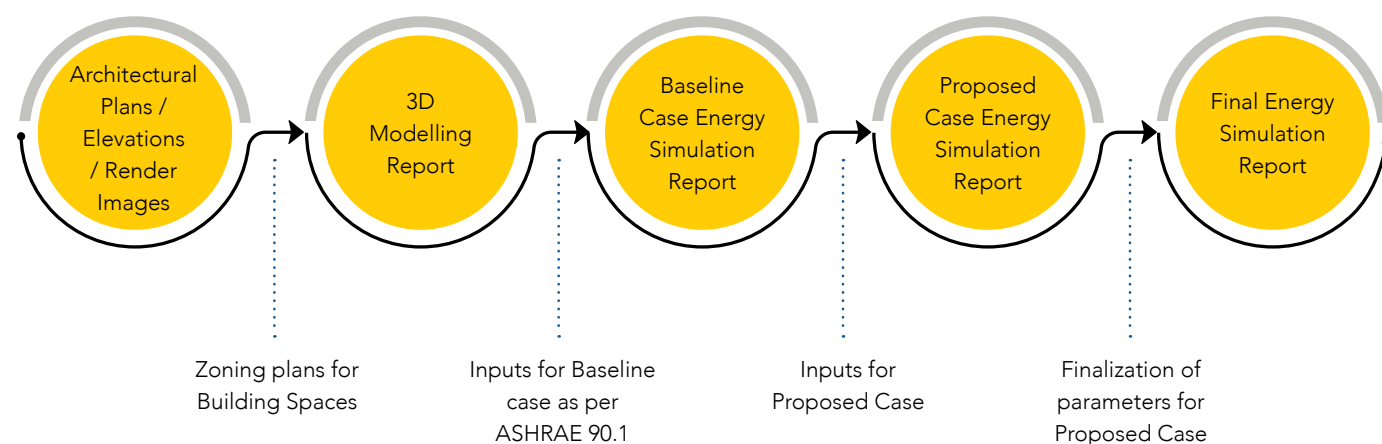 Architectural
Plans /
Elevations
/ Render
Images
3D
Modelling
Report
Baseline
Case Energy
Simulation
Report
Proposed
Case Energy
Simulation
Report
Final Energy
Simulation
Report
Zoning plans for
Building Spaces
Inputs for Baseline
case as per
ASHRAE 90.1
Inputs for
Proposed Case
Finalization of
parameters for
Proposed Case